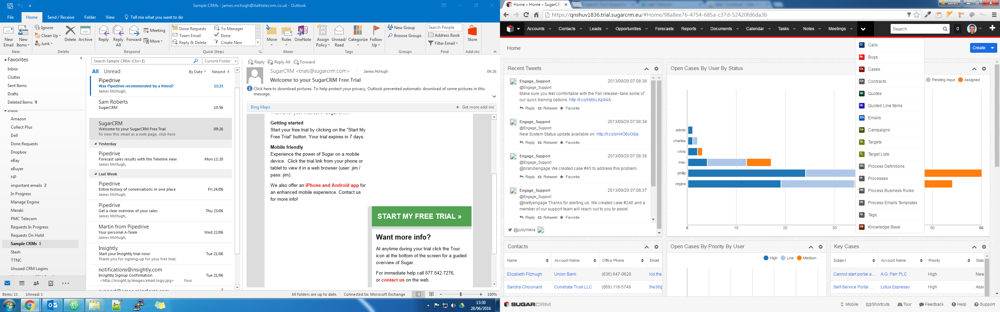 Sample CRMs - james.mchugh@italktelecom.co.uk - Outlook
File Home Send / Receive Folder View Tell me what you want to do
New Email
New Items
New
Ignore
Clean Up
Junk
Delete
Archive
Delete
Reply
Reply All
Forward
Meeting
More
Respond
Done Requests
Team Email
Reply & Delete
To Manager
Done
Create New
Quick Steps
Move
Rules
OneNote
Move
Assign Policy
Unread/ Read
Categorize
Follow Up
Tags
New Group
Browse Groups
Groups
Search People
Address Book
Filter Email
Find
Store
Add-ins
Favorites
Inbox
Clutter
Sent Items
Drafts
Deleted Items 9
Inbox
Amazon
Collect Plus
Dell
Done Requests
Dropbox
eBay
eBuyer
HP
important emails 2
In Progress
Manage Engine
Meraki
PMC Telecom
Requests In Progress
Requests On Hold
Sample CRMs 1
Stash
TTNC
Unused CRM Logins
Search Sample CRMs (Ctrl+E)
Current Folder
All Unread By Date Newest
Pipedrive
Was Pipedrive recommended by a friend? 11:21
James McHugh,
Sam Roberts
SugarCRM 10:56
SugarCRM
Welcome to your SugarCRM Free Trial 09:26
To view this email as a web page, click here
Yesterday
Pipedrive
Forecast sales results with the Timeline view Mon 11:20
James McHugh,
Last Week
Pipedrive
Entire history of conversations in one place Fri 24/06
James McHugh,
Pipedrive
Get a clear overview of your sales Thu 23/06
James McHugh,
Martin from Pipedrive
Your personal A-Team Wed 22/06
James McHugh,
Insightly
Start your Insightly trial now! Tue 21/06
Thank you for signing-up for your free trial.
notifications@insightly.com
Insightly Signup Confirmation Tue 21/06
<http://insight.ly/images/email-logo.jpg> Your
Reply Reply All Forward
SugarCRM <trials@sugarcrm.com> James McHugh 09:26
Welcome to your SugarCRM Free Trial
Click here to download pictures. To help protect your privacy, Outlook prevented automatic download of some pictures in this
message.
Bing Maps + Get more add-ins
Getting started
Start your free trial by clicking on the "Start My
Free Trial" button. Your trial expires in 7 days.
Mobile friendly
Experience the power of Sugar on a mobile
device. Click the trial link from your phone or
tablet to view it in a web browser (user: jim /
pass: jim).
We also offer an iPhone and Android app for
an enhanced mobile experience. Contact us
for more info!
START MY FREE TRIAL »
Want more info?
At anytime during your trial click the Tour
icon at the bottom of the screen for a guided
overview of Sugar.
For immediate help call 877.842.7276,
or contact us on the web.
Items: 11 Unread: 1 All folders are up to date. Connected to: Microsoft Exchange 100%
13:30
28/06/2016
Home » Home » SugarCR
James
https://qnshuv1836.trial.sugarcrm.eu/#Home/98a8ee76-4754-685a-c37d-52420fd6da3b
Accounts Contacts Leads Opportunities Forecasts Reports Documents Calendar Tasks Notes Meetings Search 0
Home
Create
Cl Calls
Bu Bugs
Cs Cases
Co Contracts
Qu Quotes
QL Quoted Line Items
Em Emails
Ca Campaigns
Ta Targets
TL Target Lists
PD Process Definitions
Pr Processes
PB Process Business Rules
PE Process Emails Templates
Ta Tags
KB Knowledge Base
Recent Tweets
Engage_Support 2013/09/29 07:08:38
@Engage_Support
Make sure you feel comfortable with the Fall release--take some of
our quick training options: http://t.co/Hj6kLKp94A
Reply Retweet Favorite
Engage_Support 2013/09/29 07:08:38
@Engage_Support
New System Status update available on: http://t.co/oH4O6yOdjs
Reply Retweet Favorite
Engage_Support 2013/09/29 07:08:38
@Engage_Support
@brandiengage We created case #45 to address this problem.
Reply Retweet Favorite
Engage_Support 2013/09/29 07:08:37
@Engage_Support
@bettyengage Thanks for alerting us. We created case #246 and a
member of our support team will reach out to you to assist.
Reply Retweet Favorite
@judymera
Open Cases By User By Status
Pending Input Assigned
admin
charles
chris
max
philip
regina
0 10 20 30 50 60
Contacts
Name Account Name Office Phone Email
Elizabeth Fitzhugh Union Bank (636) 647-0620 kid.the
Sandra Chouinard Constrata Trust LLC (069) 118-5749 the36@
Open Cases By Priority By User
High Low Medium
Key Cases
Subject Account Name Priority Statu
Cannot start portal a... A.G. Parr PLC High New
Self-Service Portal ... Lotus Espresso High Assi
SUGARCRM
Mobile Shortcuts Tour Feedback Help Support